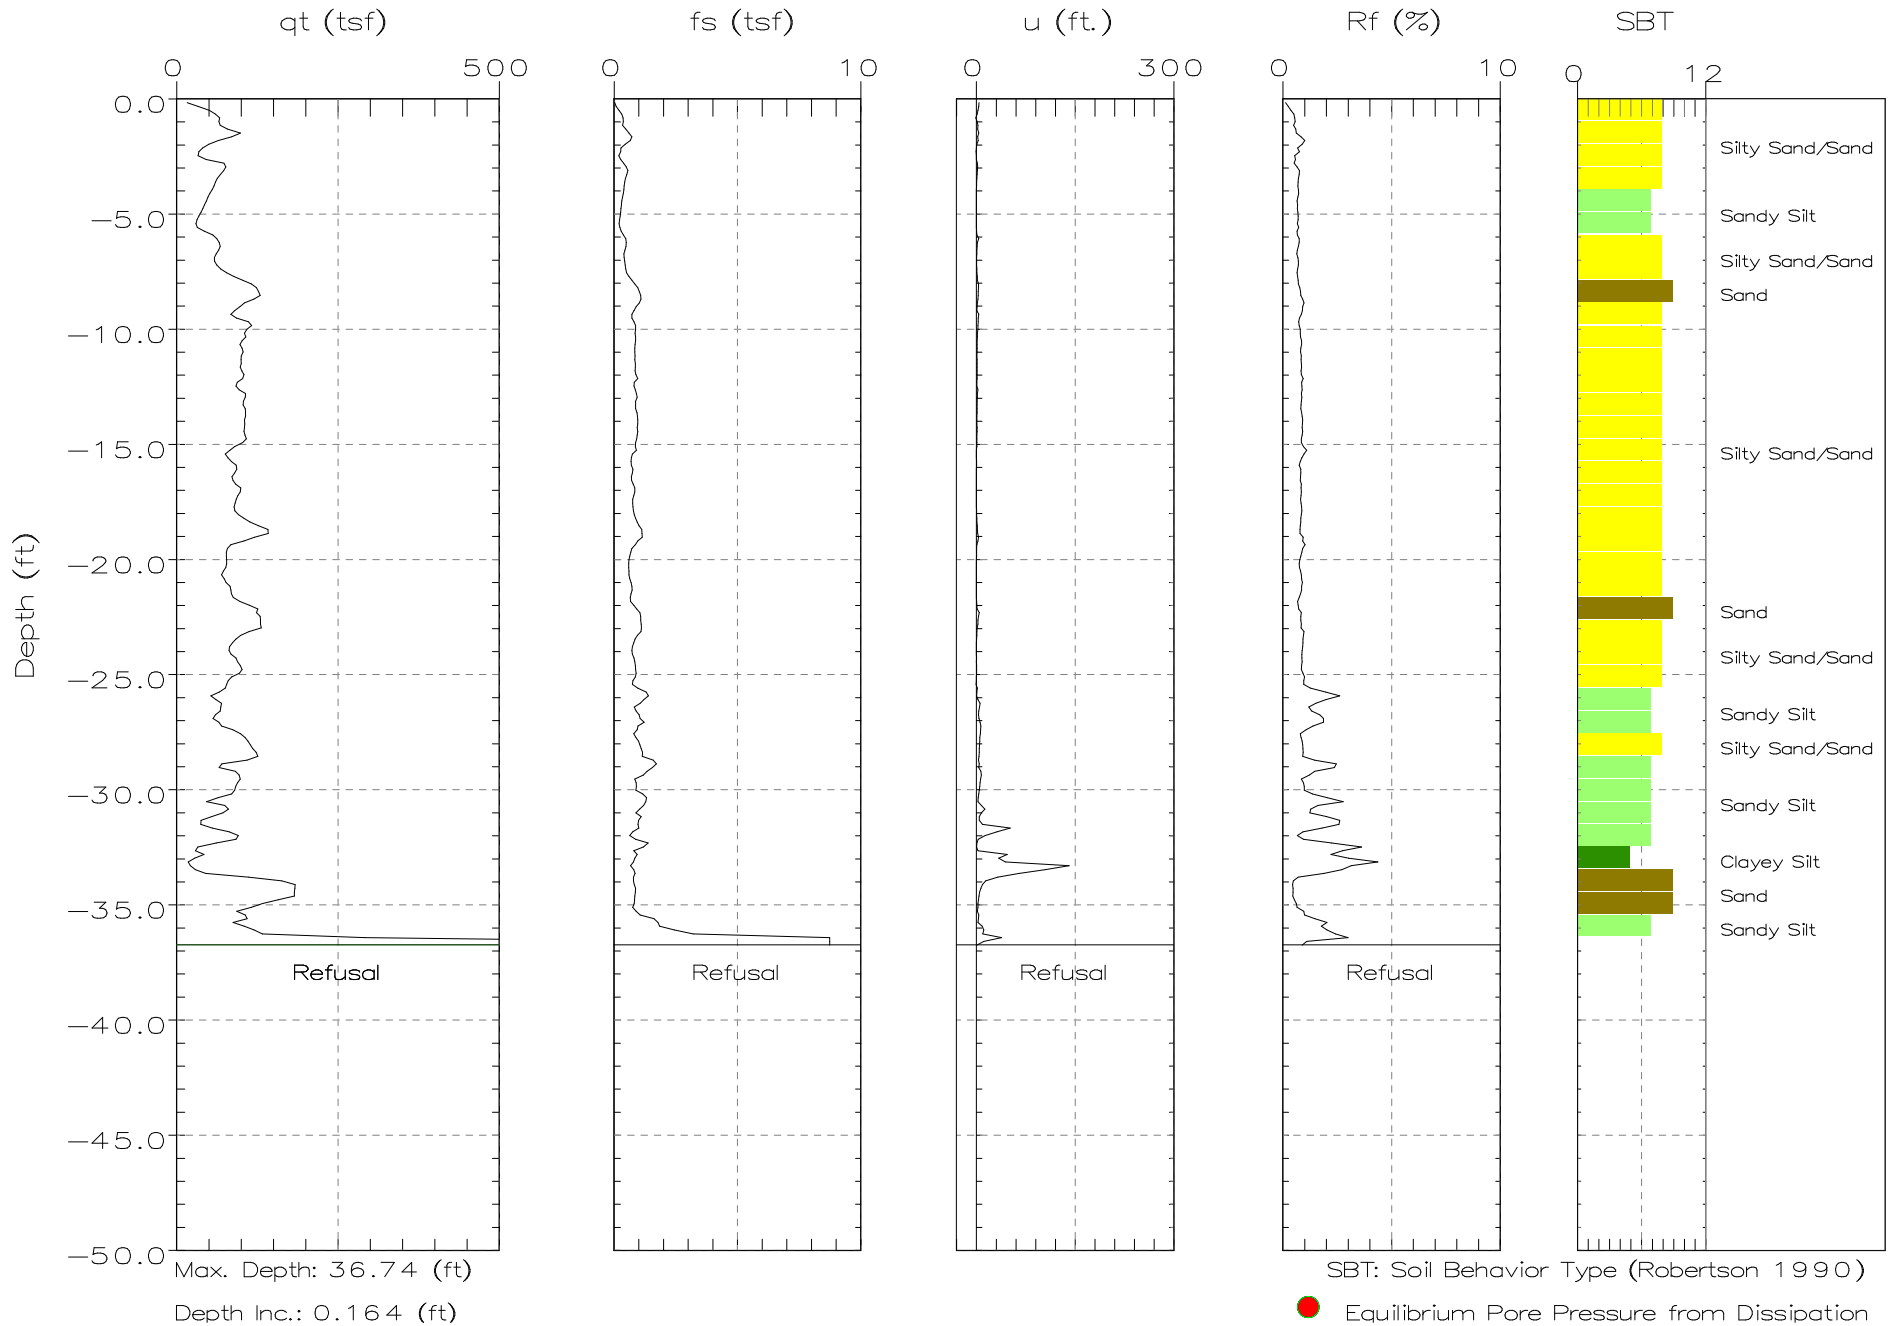 qt (tsf) fs (tsf) u (ft.) Rf (%) SBT
0 500 0 10 0 300 0 10 0 12
0.0
Silty Sand/Sand
−5.0
Sandy Silt
Silty Sand/Sand
Sand
−10.0
−15.0
Silty Sand/Sand
Depth (ft)
−20.0
Sand
Silty Sand/Sand
−25.0
Sandy Silt
Silty Sand/Sand
−30.0
Sandy Silt
Clayey Silt
Sand
−35.0
Sandy Silt
Refusal Refusal Refusal Refusal
−40.0
−45.0
−50.0
Max. Depth: 36.74 (ft)
SBT: Soil Behavior Type (Robertson 1990)
Depth Inc.: 0.164 (ft)
Equilibrium Pore Pressure from Dissipation